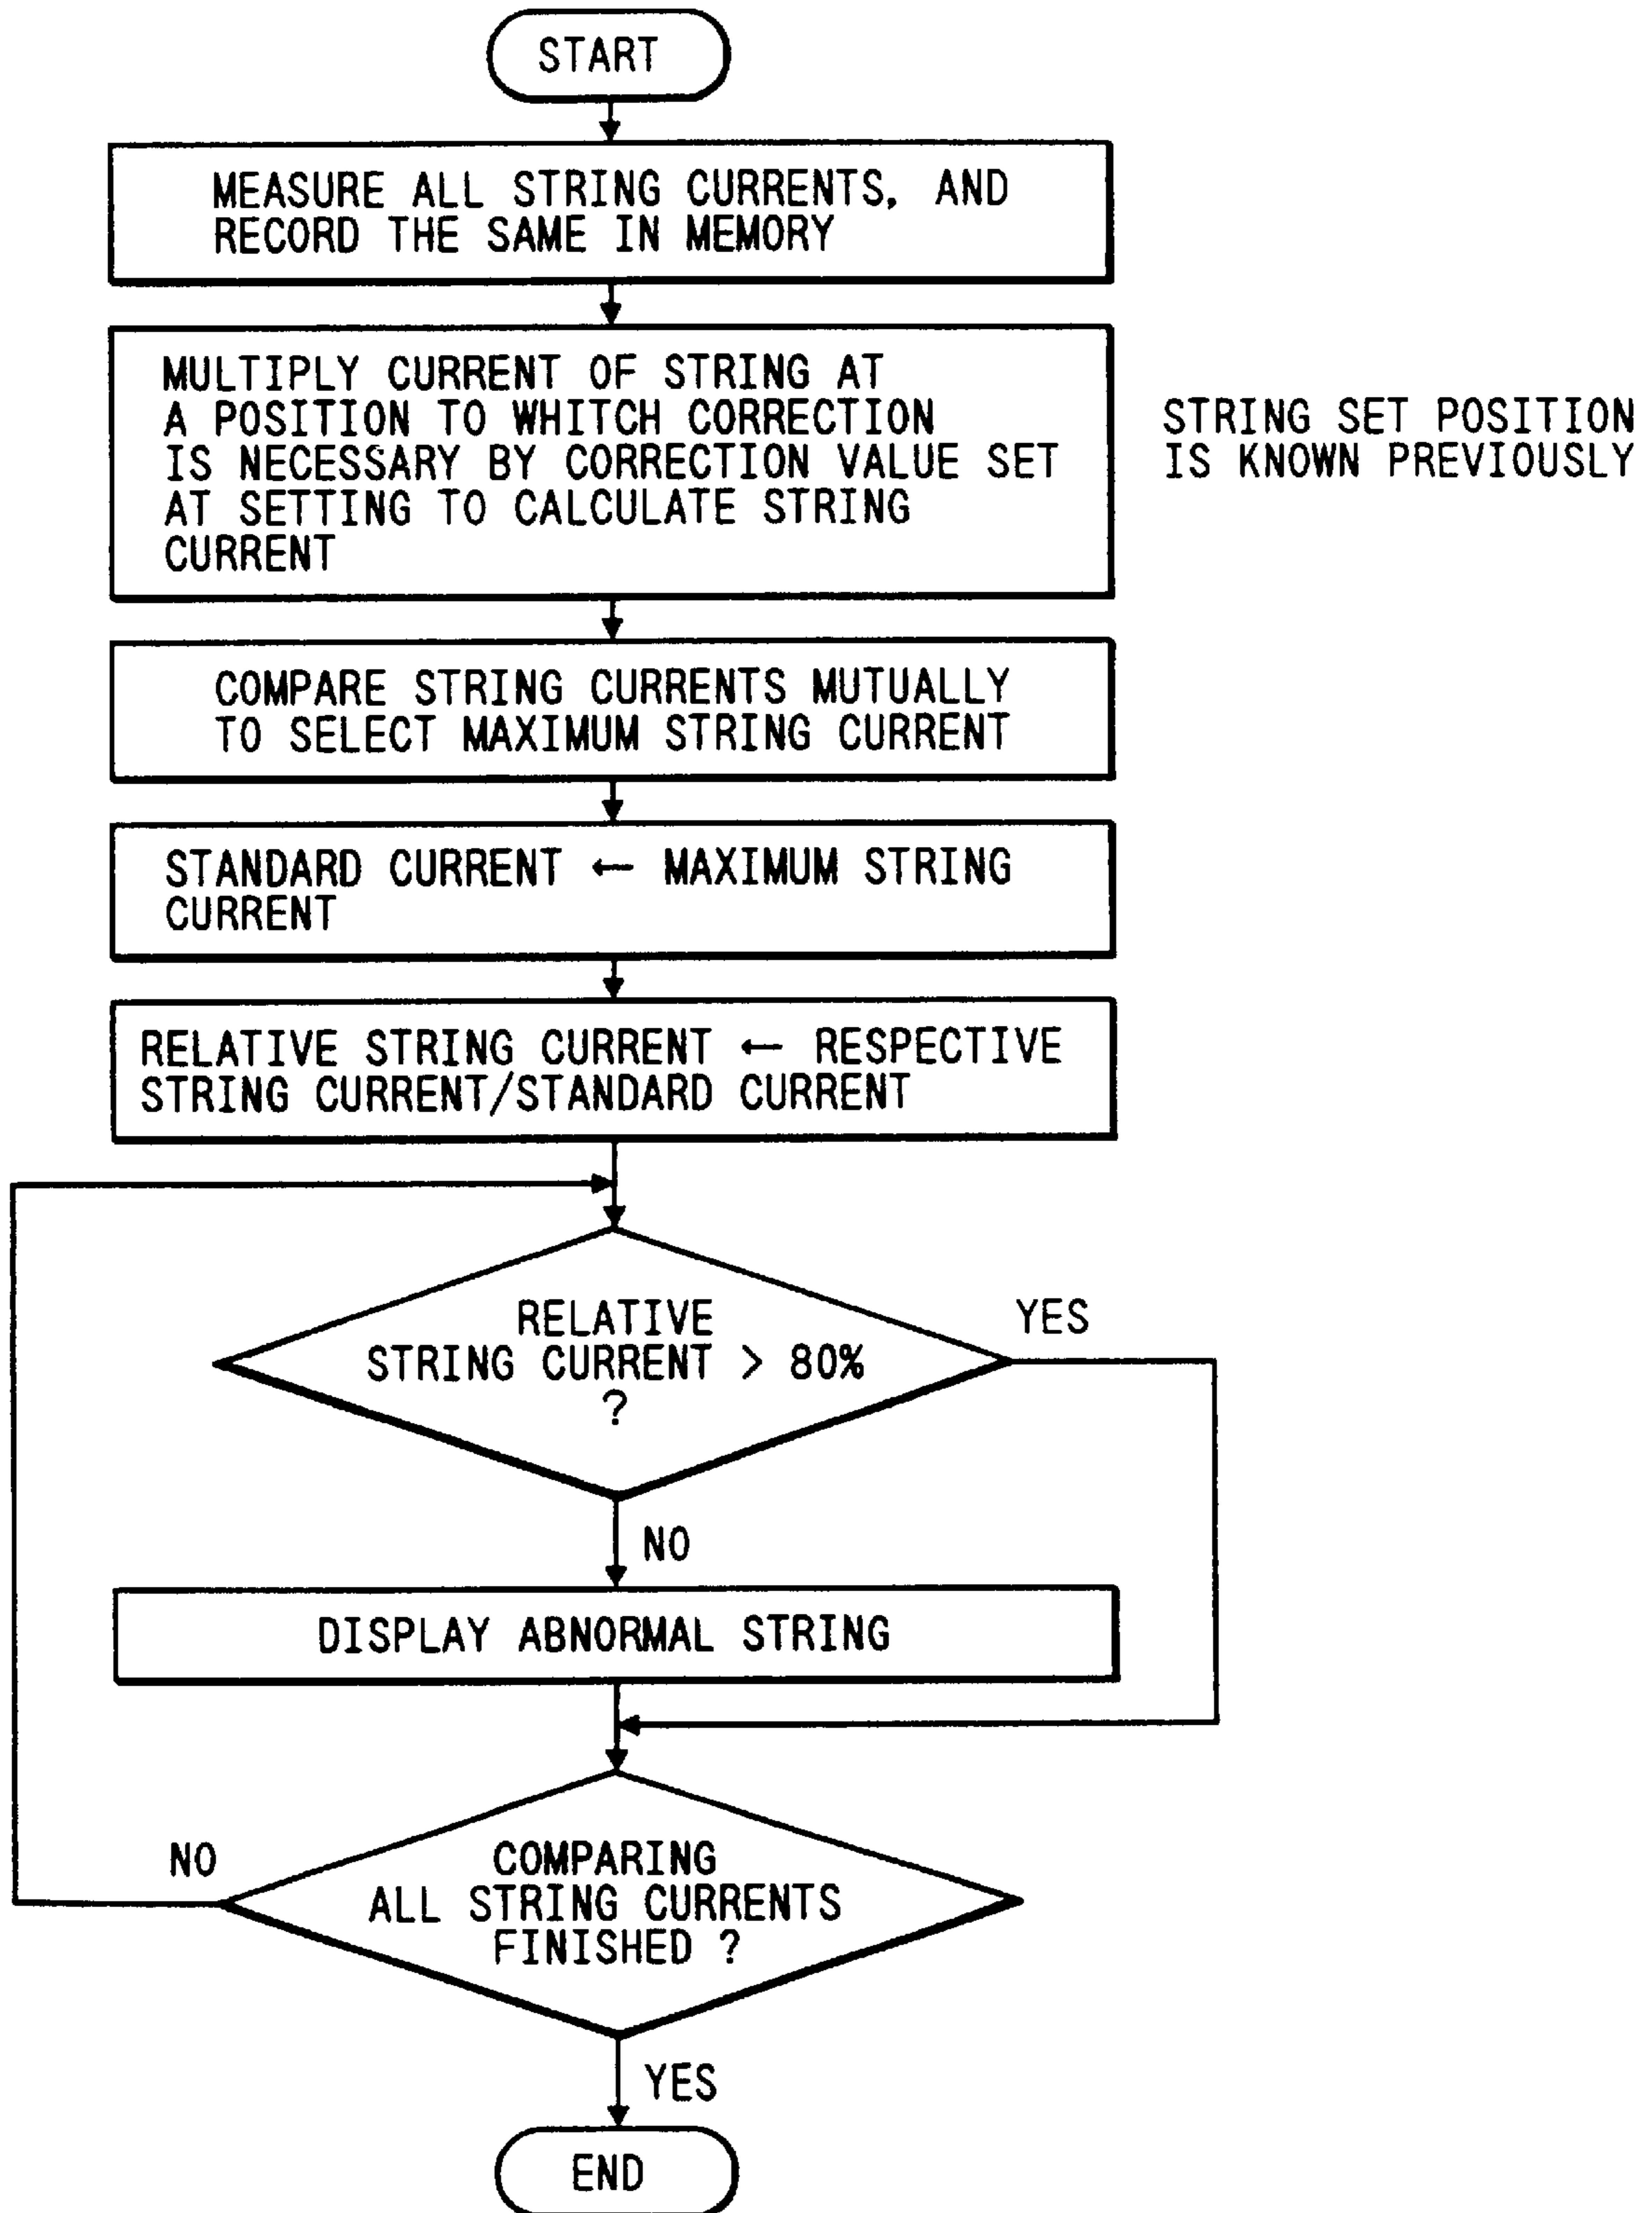 START
MEASURE ALL STRING CURRENTS, AND
RECORD THE SAME IN MEMORY
MULTIPLY CURRENT OF STRING AT
A POSITION TO WHITCH CORRECTION
IS NECESSARY BY CORRECTION VALUE SET
AT SETTING TO CALCULATE STRING
CURRENT
STRING SET POSITION
IS KNOWN PREVIOUSLY
COMPARE STRING CURRENTS MUTUALLY
TO SELECT MAXIMUM STRING CURRENT
STANDARD CURRENT ← MAXIMUM STRING
CURRENT
RELATIVE STRING CURRENT ← RESPECTIVE
STRING CURRENT/STANDARD CURRENT
RELATIVE
STRING CURRENT > 80%
?
YES
NO
DISPLAY ABNORMAL STRING
NO
COMPARING
ALL STRING CURRENTS
FINISHED ?
YES
END